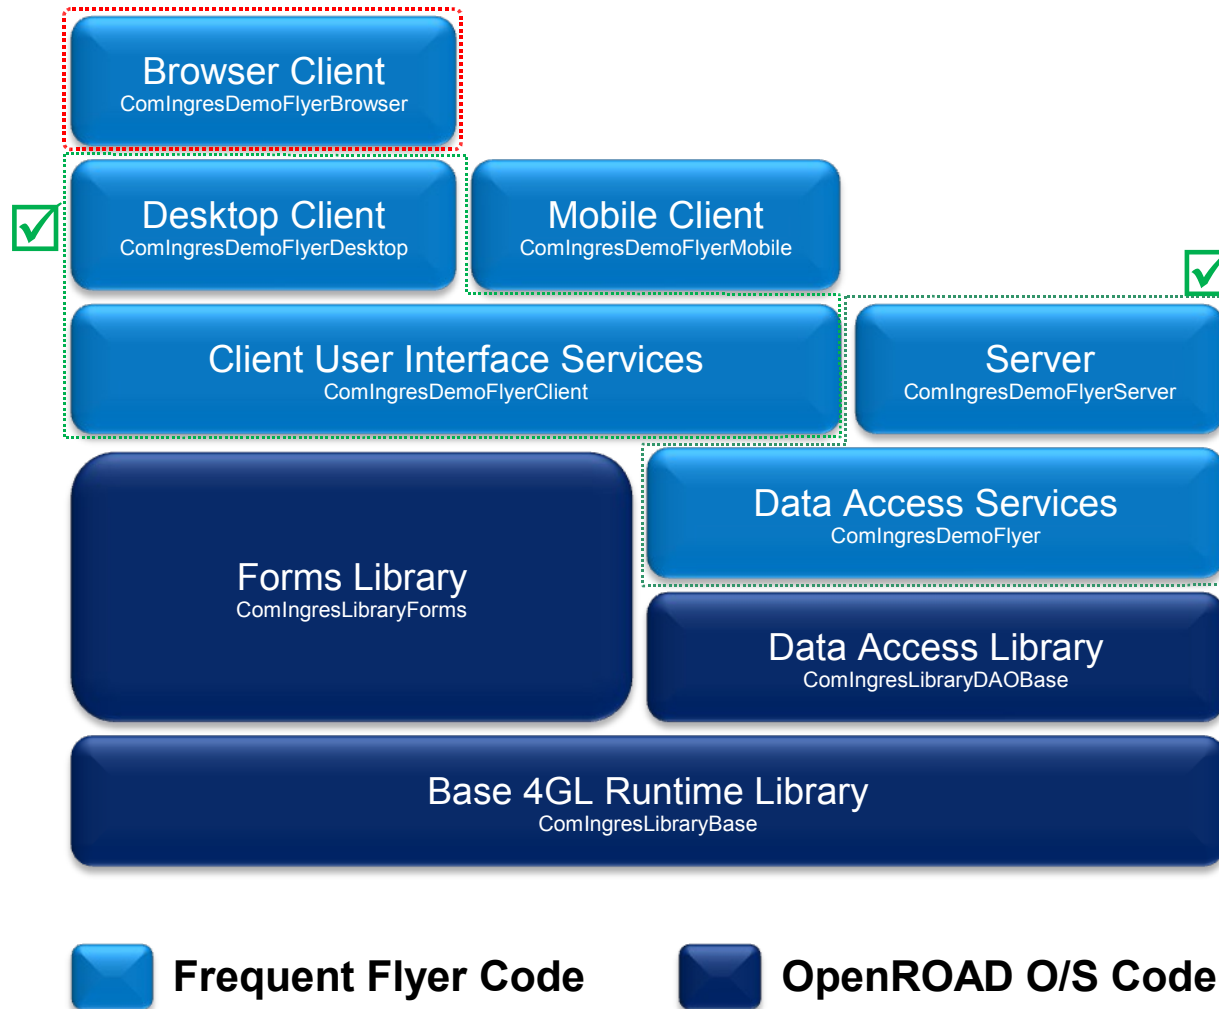 Browser Client
ComIngresDemoFlyerBrowser
Desktop Client
ComIngresDemoFlyerDesktop
Mobile Client
ComIngresDemoFlyerMobile
Client User Interface Services
ComIngresDemoFlyerClient
Server
ComIngresDemoFlyerServer
Data Access Services
ComIngresDemoFlyer
Forms Library
ComIngresLibraryForms
Data Access Library
ComIngresLibraryDAOBase
Base 4GL Runtime Library
ComIngresLibraryBase
Frequent Flyer Code
OpenROAD O/S Code